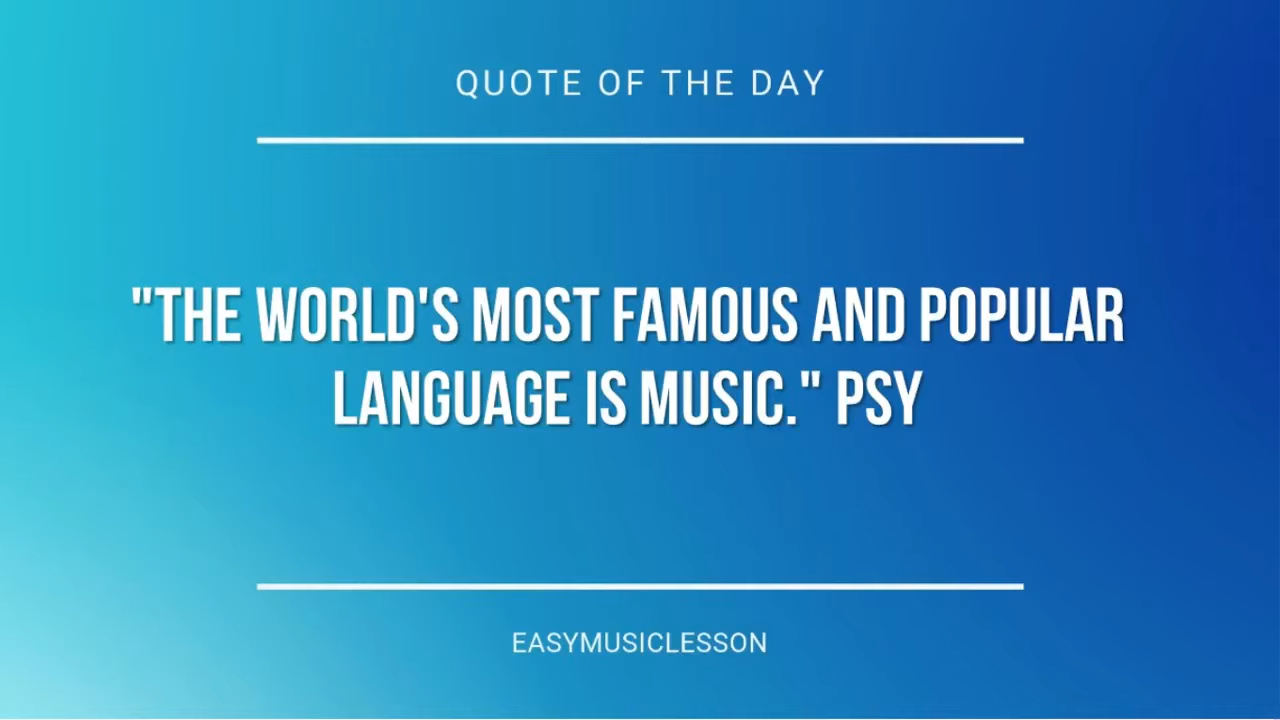 QUOTE OF THE DAY
"THE WORLD'S MOST FAMOUS AND POPULAR
LANGUAGE IS MUSIC." PSY
EASYMUSICLESSON